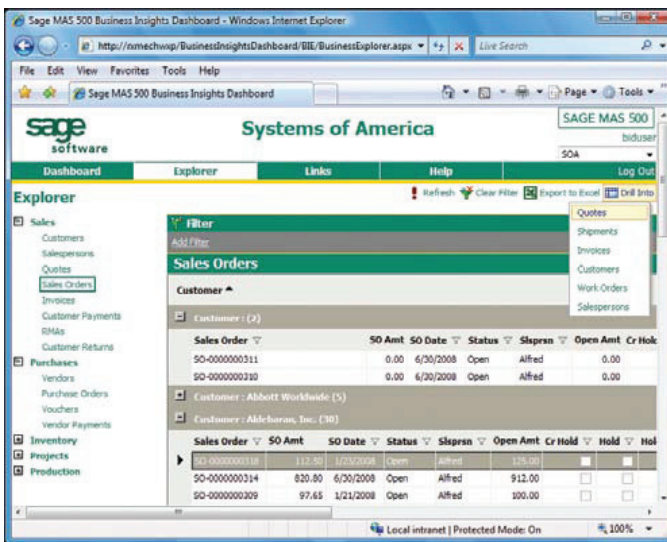 Sage MAS 500 Business Insights Dashboard - Windows Internet Explorer
http://nmechwxp/BusinessInsightsDashboard/BIE/BusinessExplorer.aspx
Live Search
File Edit View Favorites Tools Help
Sage MAS 500 Business Insights Dashboard
Page Tools
sage software
Systems of America
SAGE MAS 500
biduser
SOA
Dashboard Explorer Links Help Log Out
Explorer
Refresh Clear Filter Export to Excel Drill Into
Quotes
Shipments
Invoices
Customers
Work Orders
Salespersons
Sales
Customers
Salespersons
Quotes
Sales Orders
Invoices
Customer Payments
RMAs
Customer Returns
Purchases
Vendors
Purchase Orders
Vouchers
Vendor Payments
Inventory
Projects
Production
Filter
Add Filter
Sales Orders
Customer
Customer : (2)
Sales Order SO Amt SO Date Status Slsprsn Open Amt Cr Hok
SO-0000000311 0.00 6/30/2008 Open Alfred 0.00
SO-0000000310 0.00 6/30/2008 Open Alfred 0.00
Customer : Abbott Worldwide (5)
Customer : Aldebaran, Inc. (30)
Sales Order SO Amt SO Date Status Slsprsn Open Amt Cr Hold Hold Hol
SO-0000000318 112.50 1/23/2008 Open Alfred 125.00
SO-0000000314 820.80 6/30/2008 Open Alfred 912.00
SO-0000000309 97.65 1/21/2008 Open Alfred 100.00
Local intranet | Protected Mode: On
100%